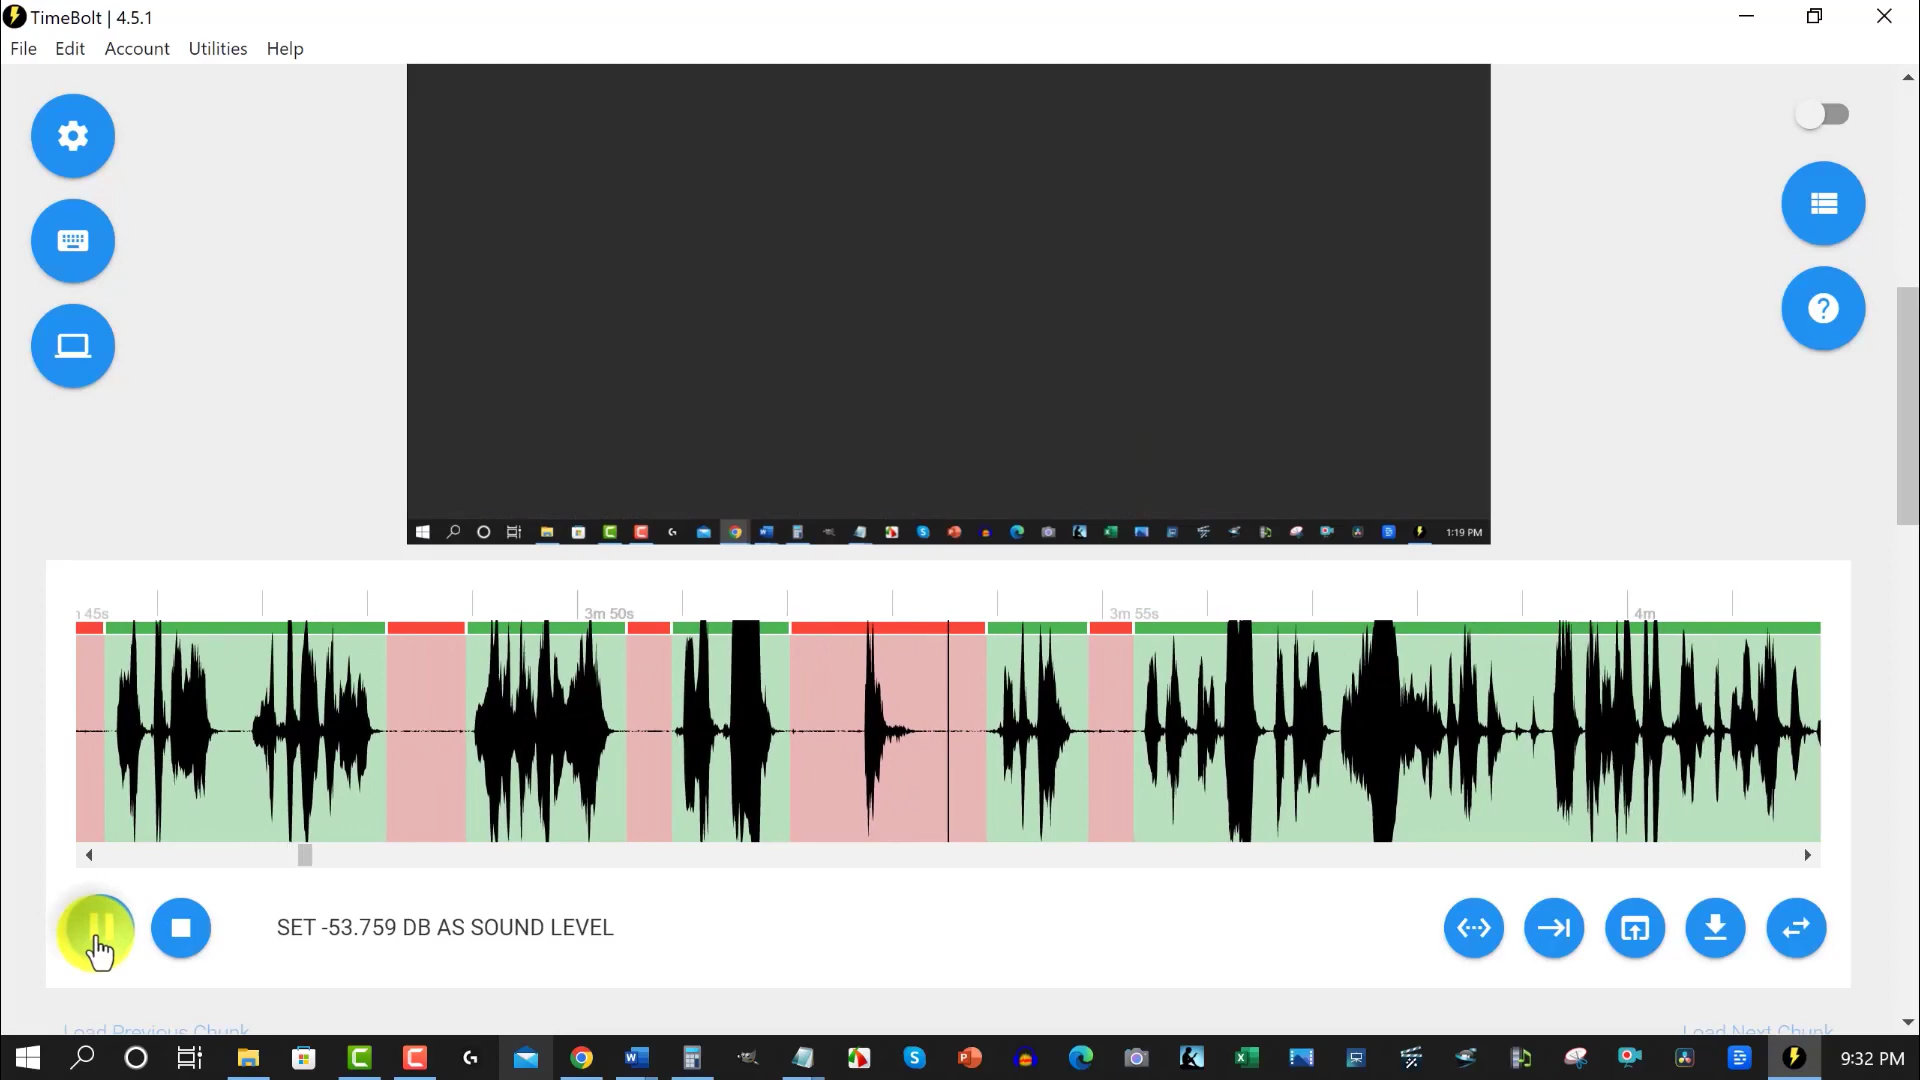 TimeBolt | 4.5.1
File Edit Account Utilities Help
1:19 PM
45s 3m 50s 3m 55s 4m
SET -53.759 DB AS SOUND LEVEL
Load Previous Chunk Load Next Chunk
9:32 PM